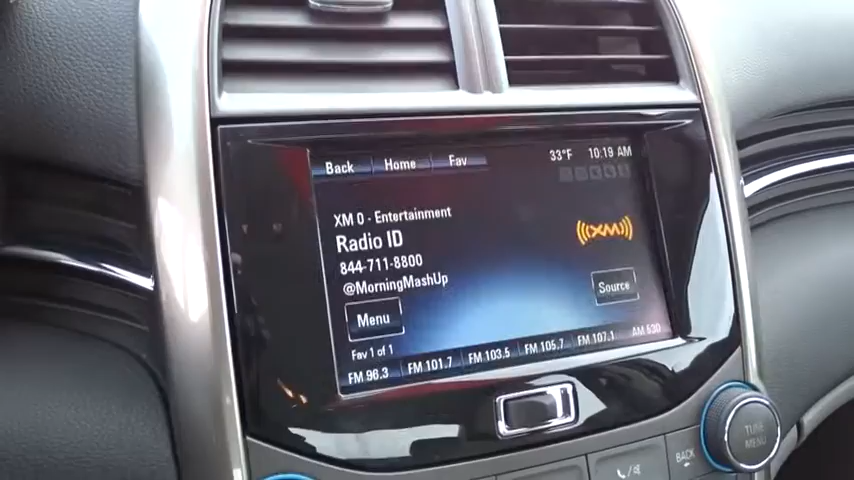 Back Home Fav 33°F 10:19 AM
XM 0 - Entertainment
Radio ID
XM
844-711-8800
@MorningMashUp
Source
Menu
Fav 1 of 1
FM 96.3 FM 101.7 FM 103.5 FM 105.7 FM 107.1 AM 830
BACK
TUNE
MENU